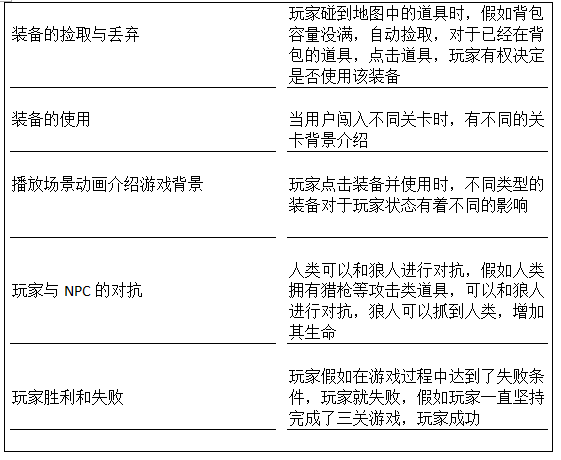 装备的捡取与丢弃
玩家碰到地图中的道具时，假如背包
容量没满，自动捡取，对于已经在背
包的道具，点击道具，玩家有权决定
是否使用该装备
装备的使用
当用户闯入不同关卡时，有不同的关
卡背景介绍
播放场景动画介绍游戏背景
玩家点击装备并使用时，不同类型的
装备对于玩家状态有着不同的影响
玩家与 NPC 的对抗
人类可以和狼人进行对抗，假如人类
拥有猎枪等攻击类道具，可以和狼人
进行对抗，狼人可以抓到人类，增加
其生命
玩家胜利和失败
玩家假如在游戏过程中达到了失败条
件，玩家就失败，假如玩家一直坚持
完成了三关游戏，玩家成功